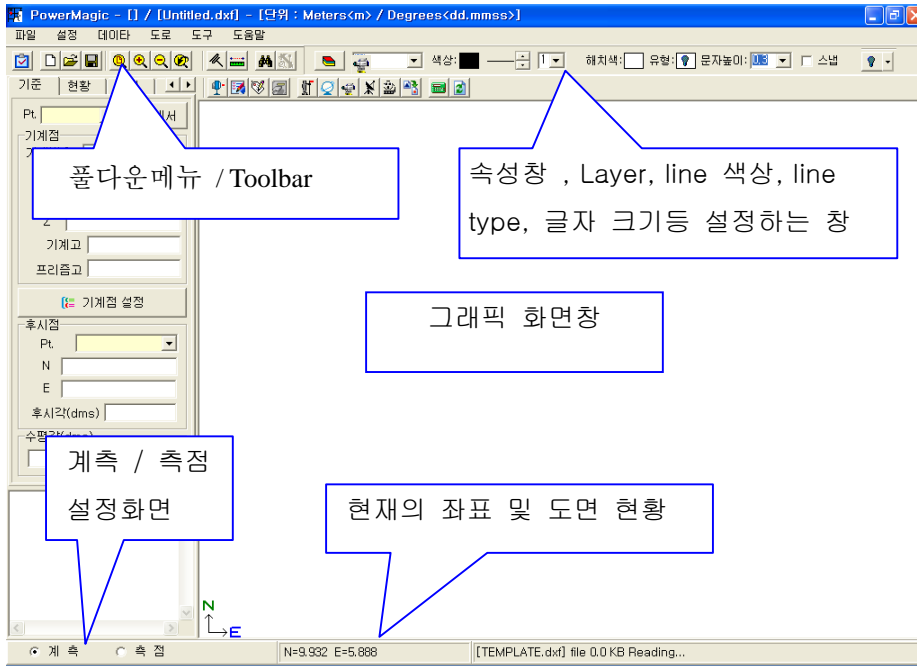 PowerMagic - [] / [Untitled.dxf] - [단위 : Meters<m> / Degrees<dd.mmss>]
파일 설정 데이타 도로 도구 도움말
색상: 1 해치색: 유형: 문자높이: 스냅
기준 현황
Pt.
기계점
풀다운메뉴 / Toolbar
속성창 , Layer, line 색상, line
type, 글자 크기등 설정하는 창
Z
기계고
프리즘고
기계점 설정
그래픽 화면창
후시점
Pt.
N
E
후시각(dms)
계측 / 측점
설정화면
현재의 좌표 및 도면 현황
N
E
계 측 측 점
N=9.932 E=5.888
[TEMPLATE.dxf] file 0.0 KB Reading...